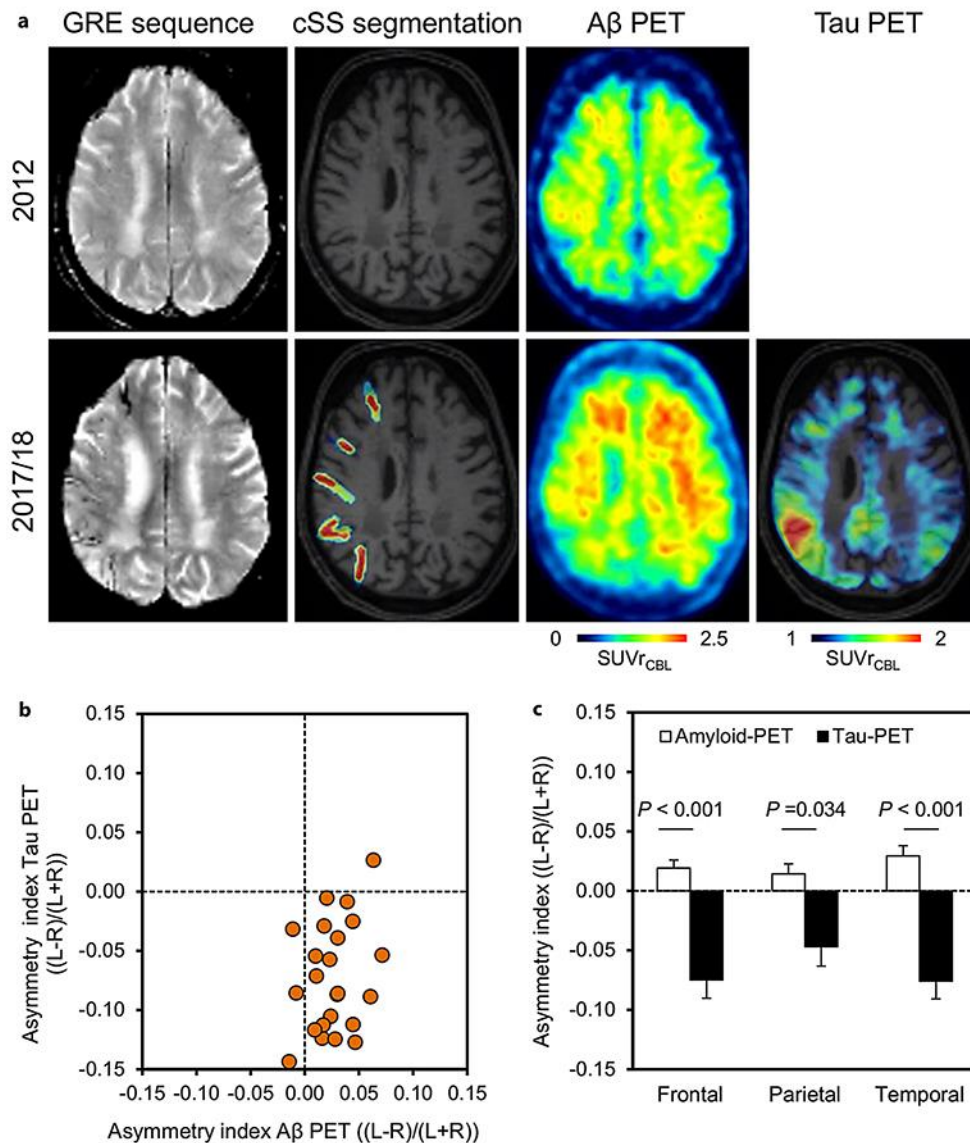 a
GRE sequence cSS segmentation Aβ PET Tau PET
2012
2017/18
0 2.5 1 2
SUVrCBL SUVrCBL
b
Asymmetry index Tau PET
((L-R)/(L+R))
0.15
0.10
0.05
0.00
-0.05
-0.10
-0.15
-0.15 -0.10 -0.05 0.00 0.05 0.10 0.15
Asymmetry index Aβ PET ((L-R)/(L+R))
c
Asymmetry index ((L-R)/(L+R))
0.15
0.10
0.05
0.00
-0.05
-0.10
-0.15
Amyloid-PET Tau-PET
P < 0.001 P =0.034 P < 0.001
Frontal Parietal Temporal